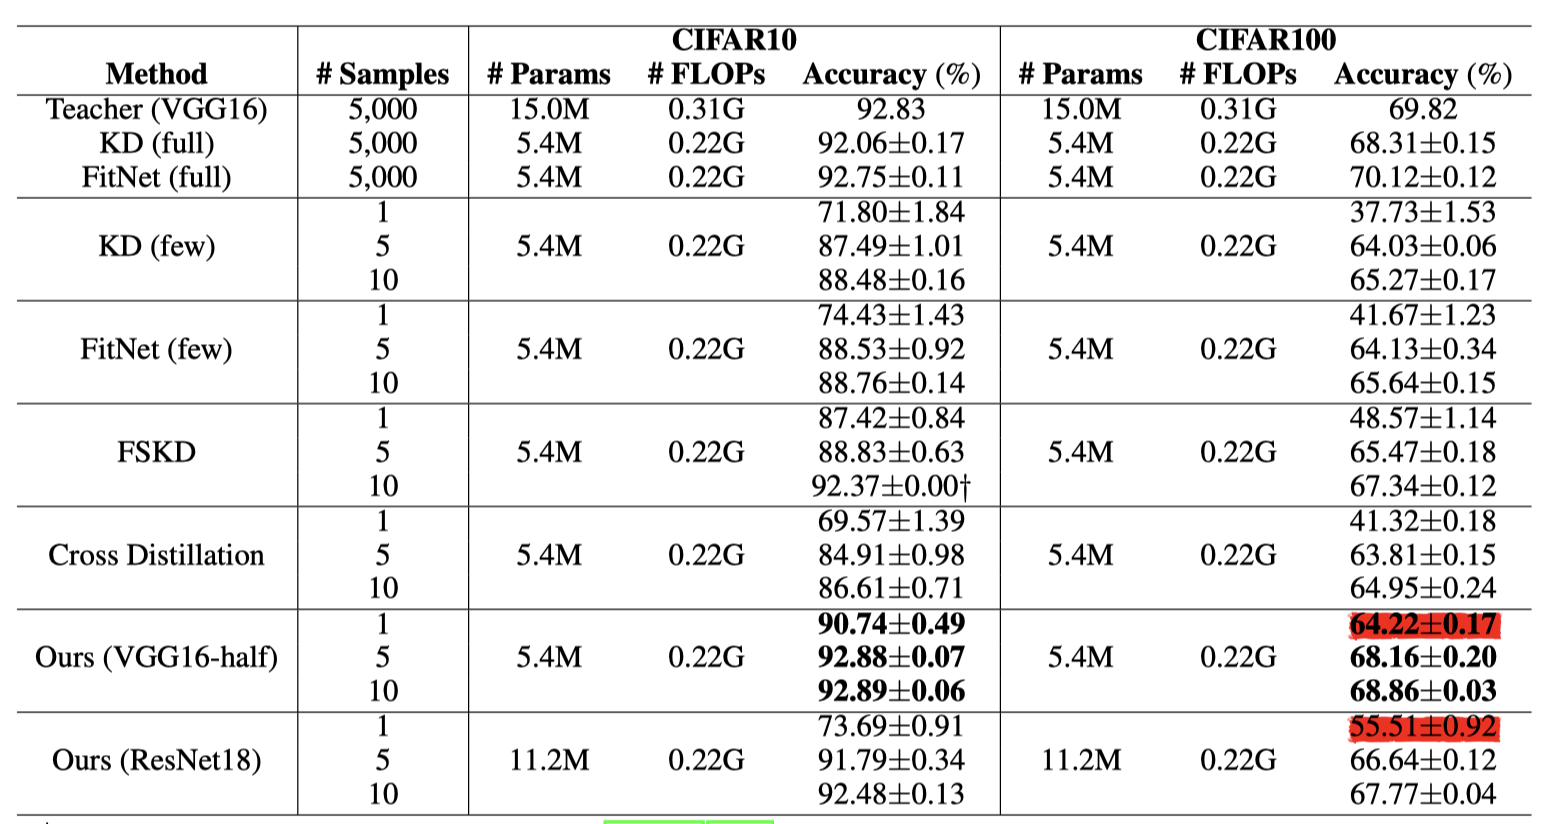 CIFAR10 CIFAR100
Method # Samples # Params # FLOPs Accuracy (%) # Params # FLOPs Accuracy (%)
Teacher (VGG16) 5,000 15.0M 0.31G 92.83 15.0M 0.31G 69.82
KD (full) 5,000 5.4M 0.22G 92.06±0.17 5.4M 0.22G 68.31±0.15
FitNet (full) 5,000 5.4M 0.22G 92.75±0.11 5.4M 0.22G 70.12±0.12
1 71.80±1.84 37.73±1.53
KD (few) 5 5.4M 0.22G 87.49±1.01 5.4M 0.22G 64.03±0.06
10 88.48±0.16 65.27±0.17
1 74.43±1.43 41.67±1.23
FitNet (few) 5 5.4M 0.22G 88.53±0.92 5.4M 0.22G 64.13±0.34
10 88.76±0.14 65.64±0.15
1 87.42±0.84 48.57±1.14
FSKD 5 5.4M 0.22G 88.83±0.63 5.4M 0.22G 65.47±0.18
10 92.37±0.00† 67.34±0.12
1 69.57±1.39 41.32±0.18
Cross Distillation 5 5.4M 0.22G 84.91±0.98 5.4M 0.22G 63.81±0.15
10 86.61±0.71 64.95±0.24
1 90.74±0.49 64.22±0.17
Ours (VGG16-half) 5 5.4M 0.22G 92.88±0.07 5.4M 0.22G 68.16±0.20
10 92.89±0.06 68.86±0.03
1 73.69±0.91 55.51±0.92
Ours (ResNet18) 5 11.2M 0.22G 91.79±0.34 11.2M 0.22G 66.64±0.12
10 92.48±0.13 67.77±0.04